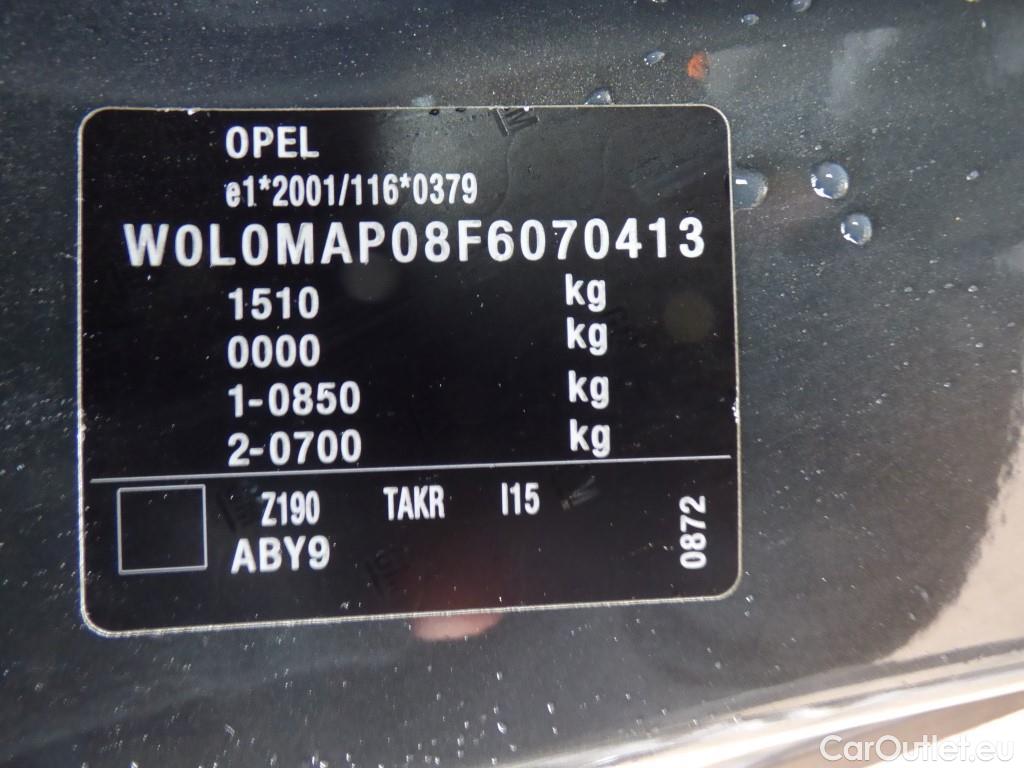 OPEL
e1*2001/116*0379
W0L0MAP08F6070413
1510 kg
0000 kg
1-0850 kg
2-0700 kg
Z190 TAKR I15
ABY9
0872
CarOutlet.eu